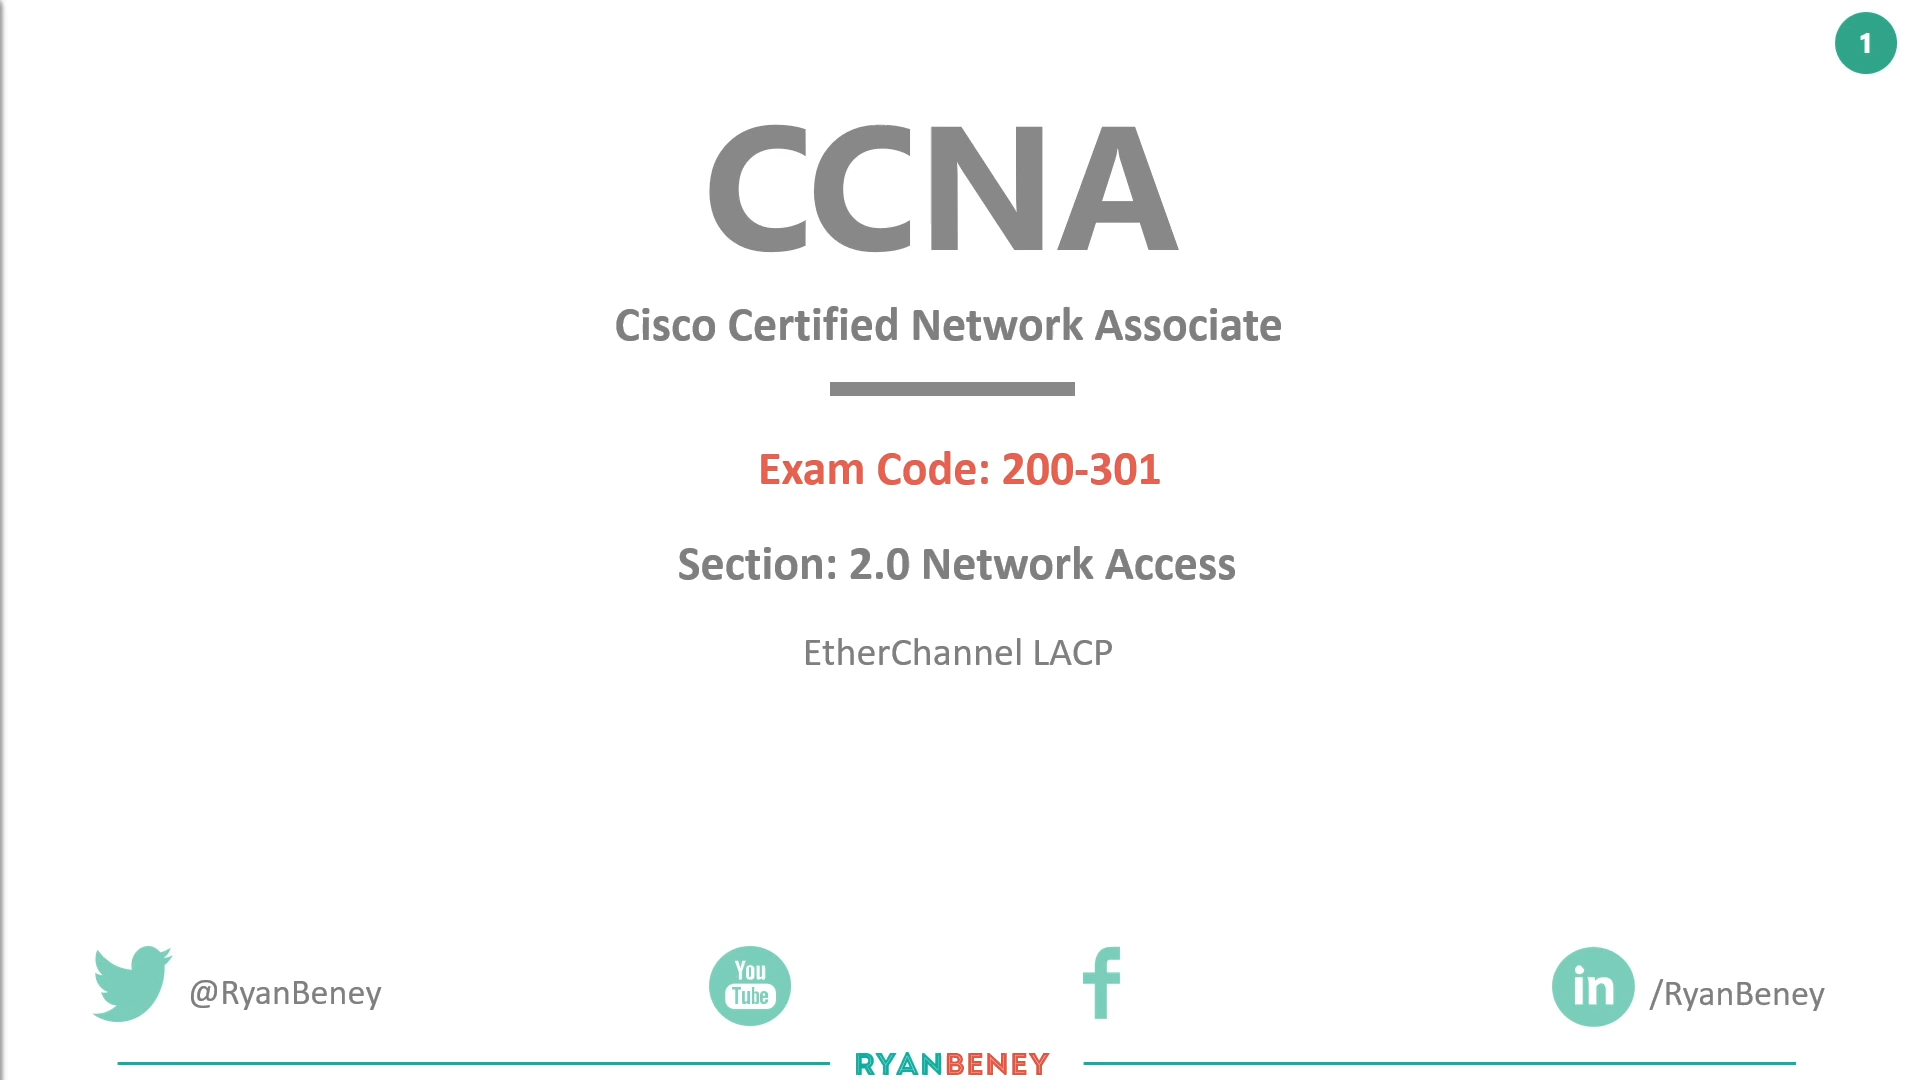 1
CCNA
Cisco Certified Network Associate
Exam Code: 200-301
Section: 2.0 Network Access
EtherChannel LACP
@RyanBeney
You
Tube
f
in
/RyanBeney
RYANBENEY